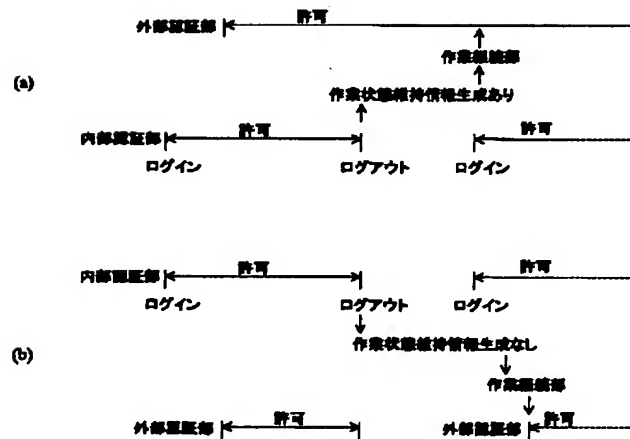 許可
外部認証部
作業継続部
(a)
作業状態維持情報生成あり
許可 許可
内部認証部
ログイン ログアウト ログイン
許可 許可
内部認証部
ログイン ログアウト ログイン
作業状態維持情報生成なし
(b)
作業継続部
許可 許可
外部認証部 外部認証部